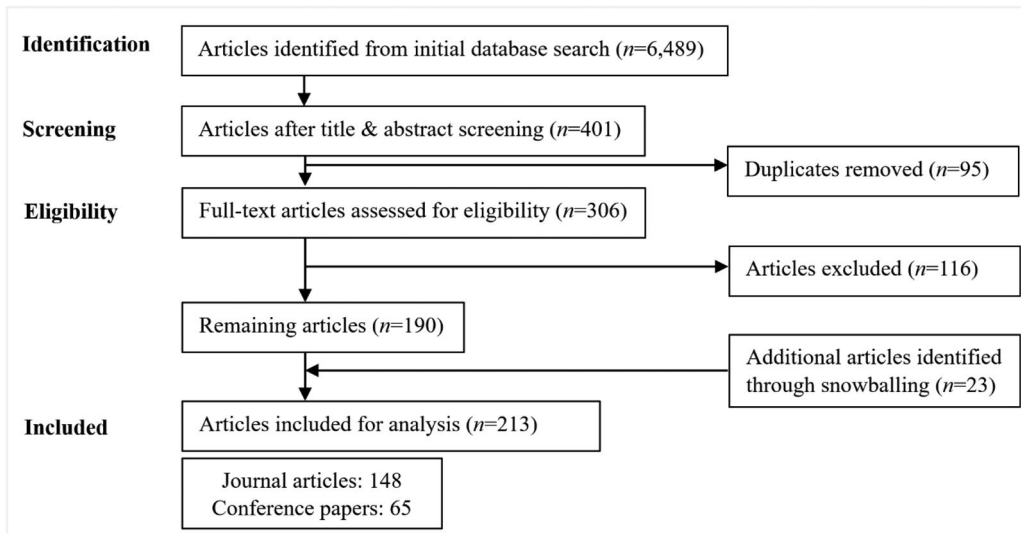 Identification
Articles identified from initial database search (n=6,489)
Screening
Articles after title & abstract screening (n=401)
Duplicates removed (n=95)
Eligibility
Full-text articles assessed for eligibility (n=306)
Articles excluded (n=116)
Remaining articles (n=190)
Additional articles identified
through snowballing (n=23)
Included
Articles included for analysis (n=213)
Journal articles: 148
Conference papers: 65